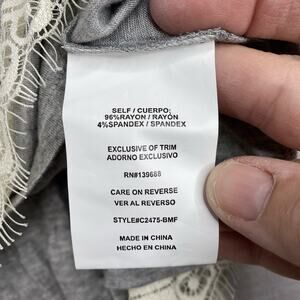 SELF / CUERPO:
96%RAYON / RAYÓN
4%SPANDEX / SPANDEX
EXCLUSIVE OF TRIM
ADORNO EXCLUSIVO
RN#139688
CARE ON REVERSE
VER AL REVERSO
STYLE#C2475-BMF
MADE IN CHINA
HECHO EN CHINA